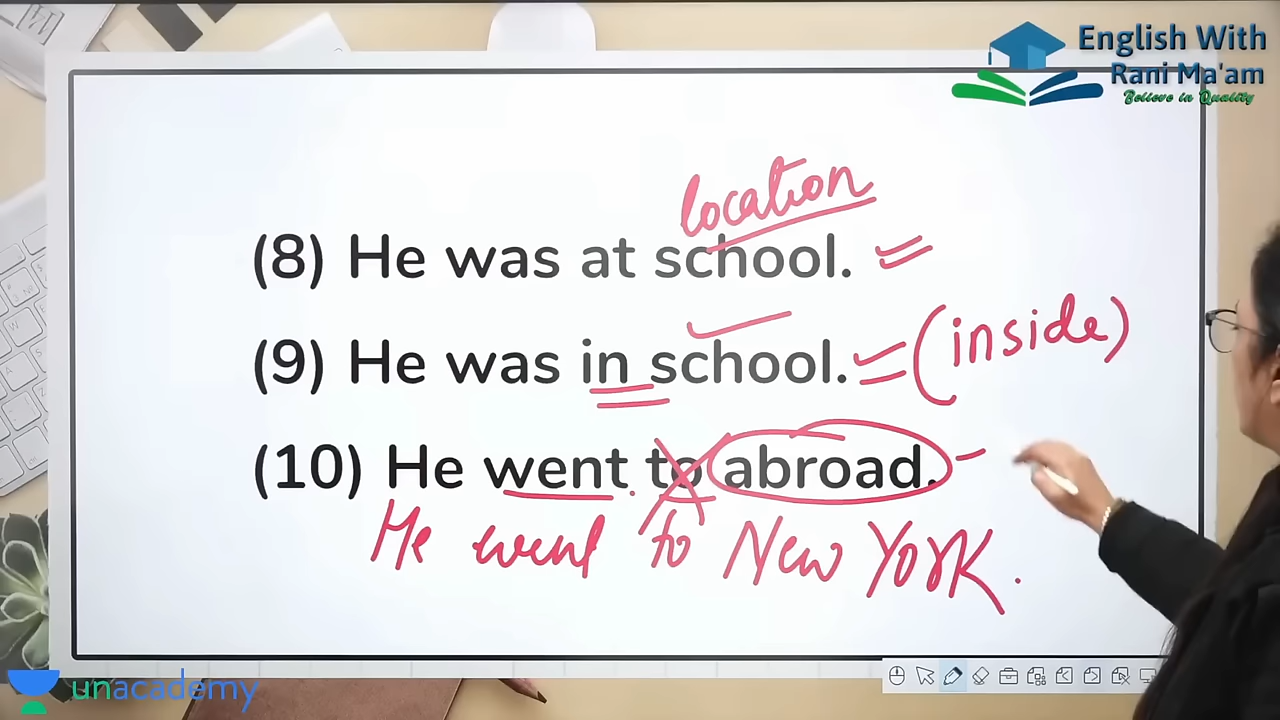 English With
Rani Ma'am
Believe in Quality
location
(8) He was at school.
(9) He was in school. (inside)
(10) He went to abroad.
He went to New York.
unacademy